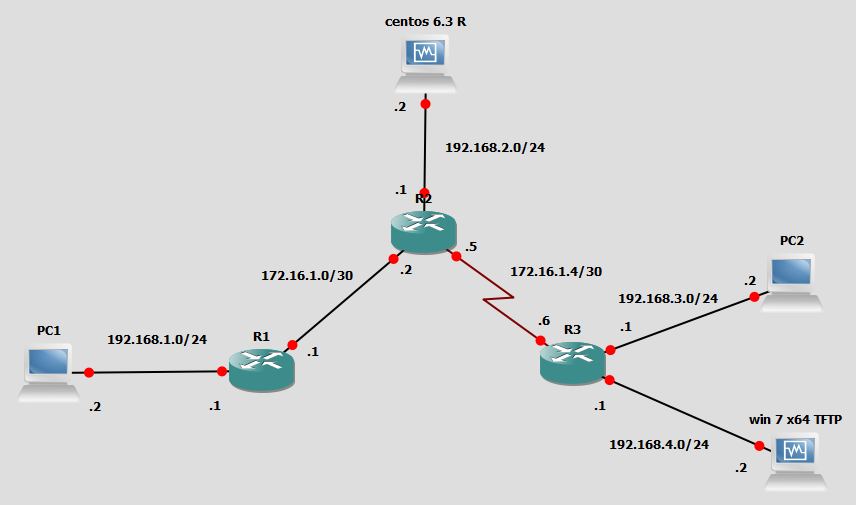 centos 6.3 R
.2
192.168.2.0/24
.1
R2
.5
.2
172.16.1.0/30
172.16.1.4/30
PC2
.2
192.168.3.0/24
.6
R3
.1
PC1
192.168.1.0/24
R1
.1
.2
.1
.1
win 7 x64 TFTP
192.168.4.0/24
.2